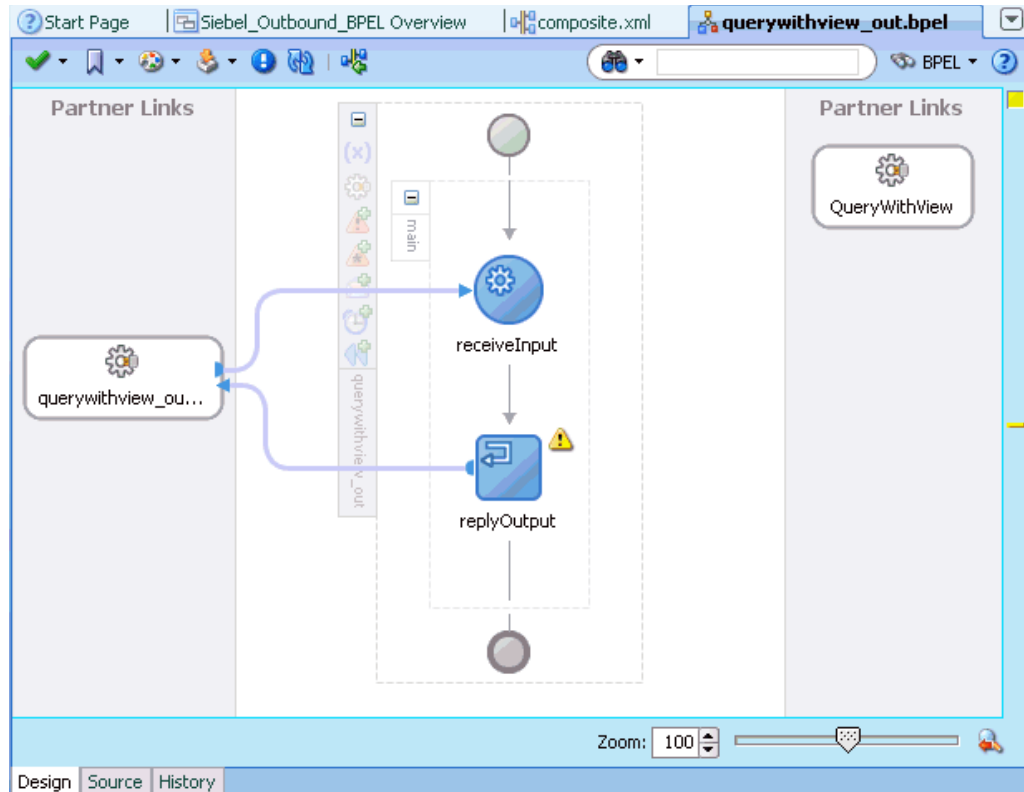 Start Page
Siebel_Outbound_BPEL Overview
composite.xml
querywithview_out.bpel
BPEL
Partner Links
Partner Links
QueryWithView
main
receiveInput
querywithview_ou...
querywithview_out
replyOutput
Zoom: 100
Design Source History